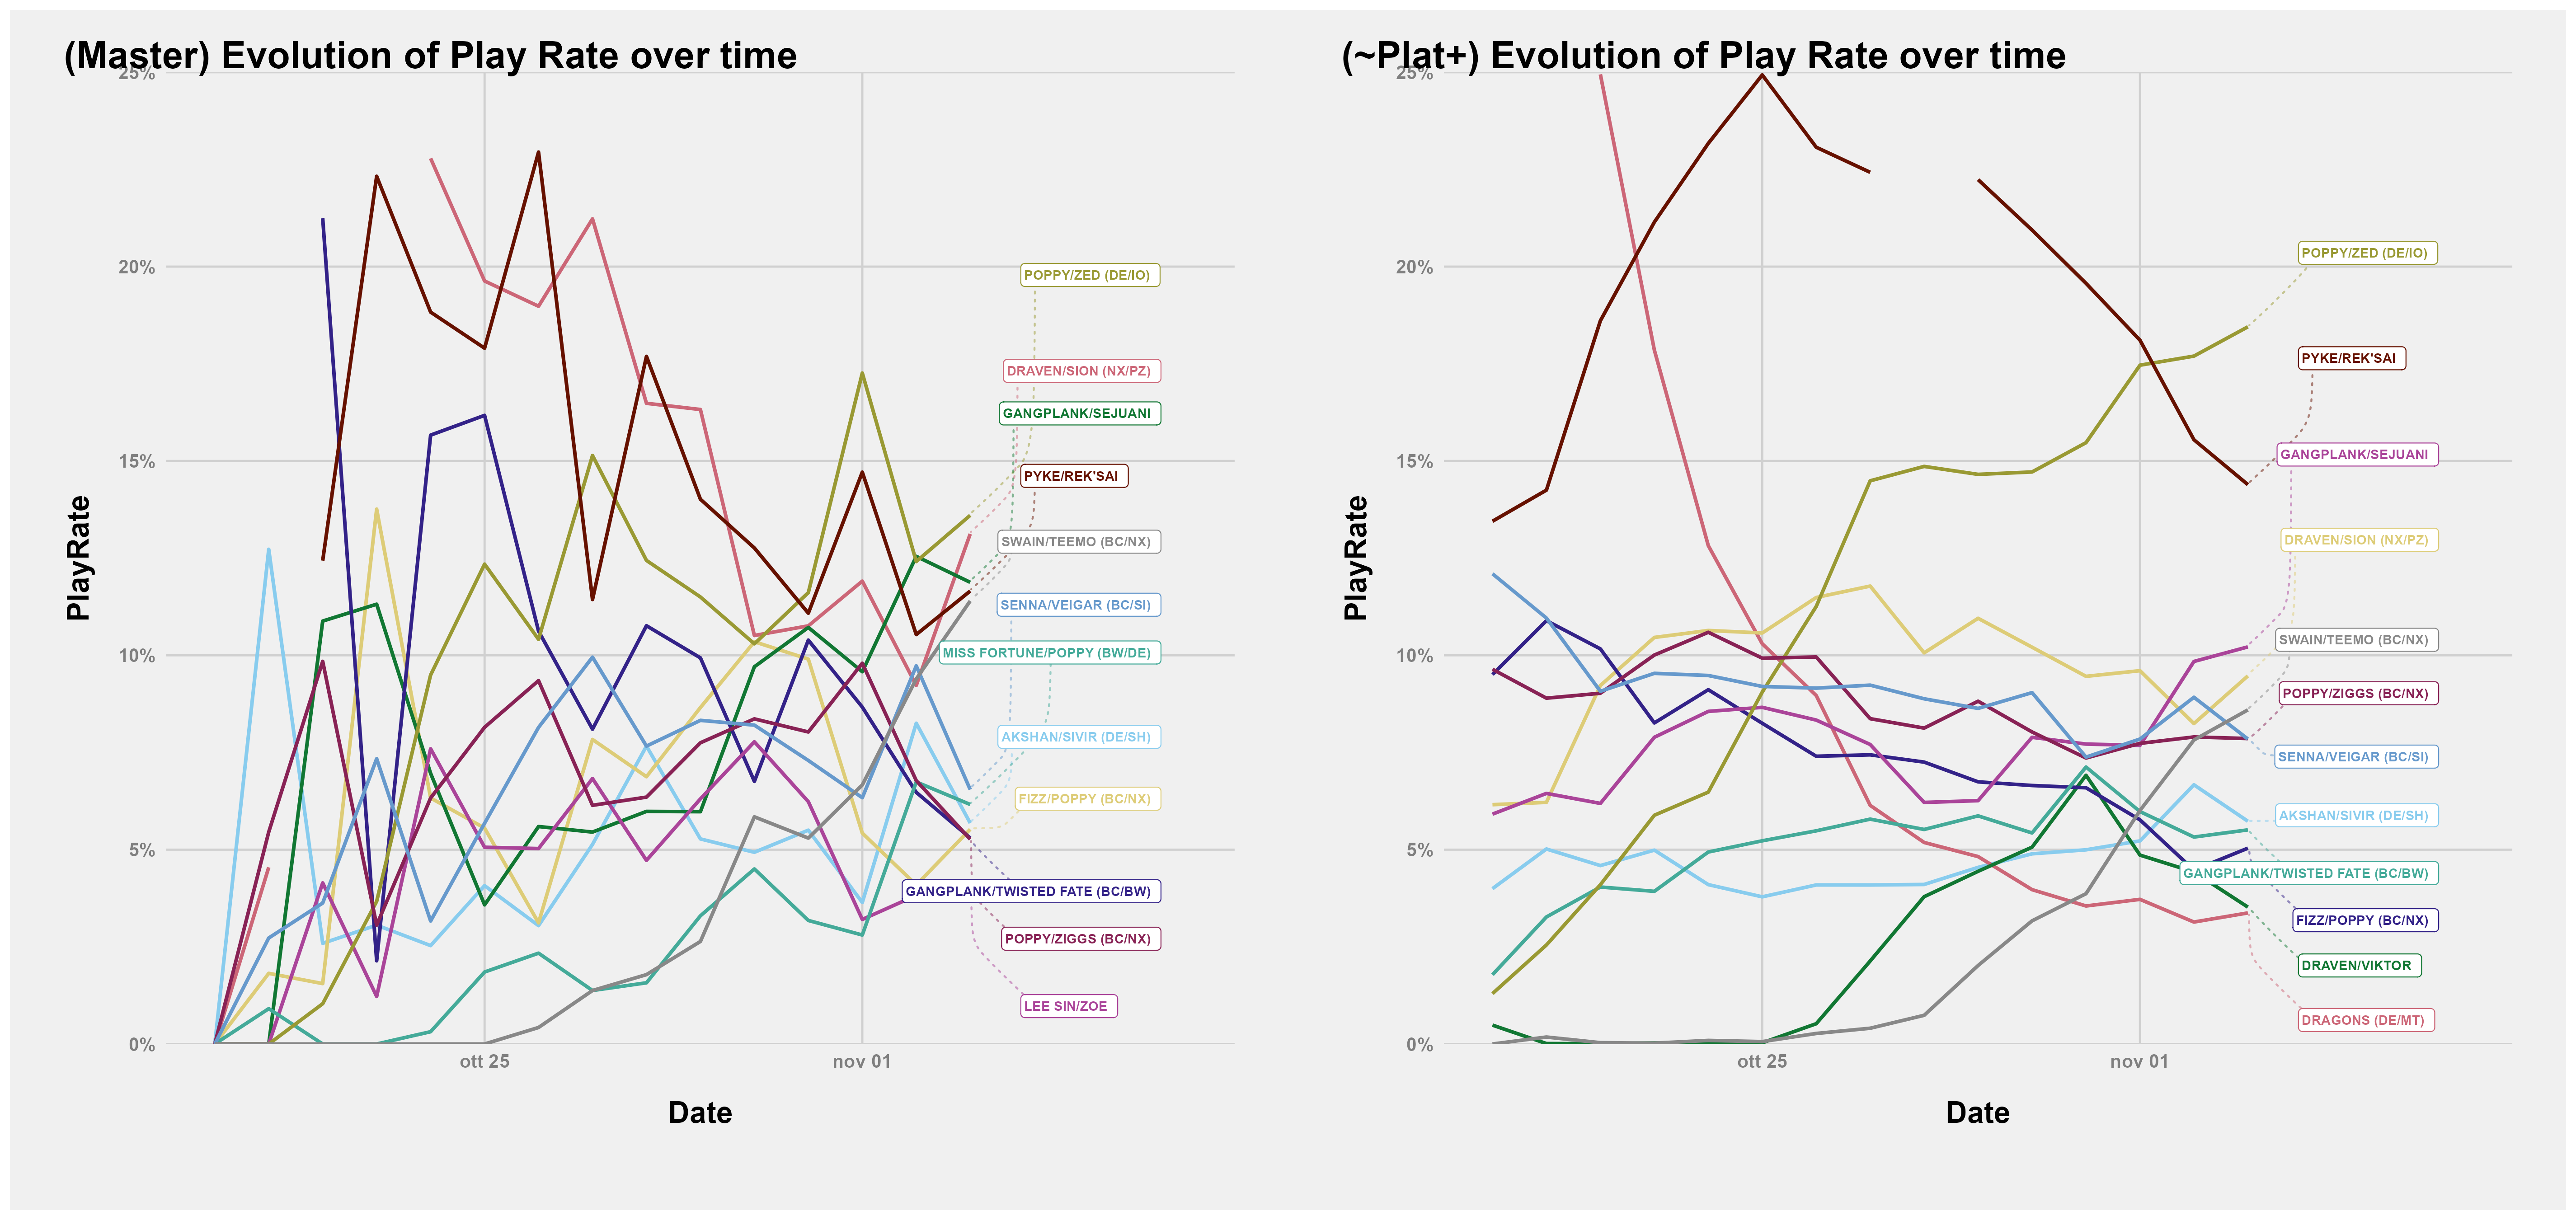 (Master) Evolution of Play Rate over time
25%
20%
15%
10%
5%
0%
PlayRate
ott 25
nov 01
Date
POPPY/ZED (DE/IO)
DRAVEN/SION (NX/PZ)
GANGPLANK/SEJUANI
PYKE/REK'SAI
SWAIN/TEEMO (BC/NX)
SENNA/VEIGAR (BC/SI)
MISS FORTUNE/POPPY (BW/DE)
AKSHAN/SIVIR (DE/SH)
FIZZ/POPPY (BC/NX)
GANGPLANK/TWISTED FATE (BC/BW)
POPPY/ZIGGS (BC/NX)
LEE SIN/ZOE
(~Plat+) Evolution of Play Rate over time
25%
20%
15%
10%
5%
0%
PlayRate
ott 25
nov 01
Date
POPPY/ZED (DE/IO)
PYKE/REK'SAI
GANGPLANK/SEJUANI
DRAVEN/SION (NX/PZ)
SWAIN/TEEMO (BC/NX)
POPPY/ZIGGS (BC/NX)
SENNA/VEIGAR (BC/SI)
AKSHAN/SIVIR (DE/SH)
GANGPLANK/TWISTED FATE (BC/BW)
FIZZ/POPPY (BC/NX)
DRAVEN/VIKTOR
DRAGONS (DE/MT)